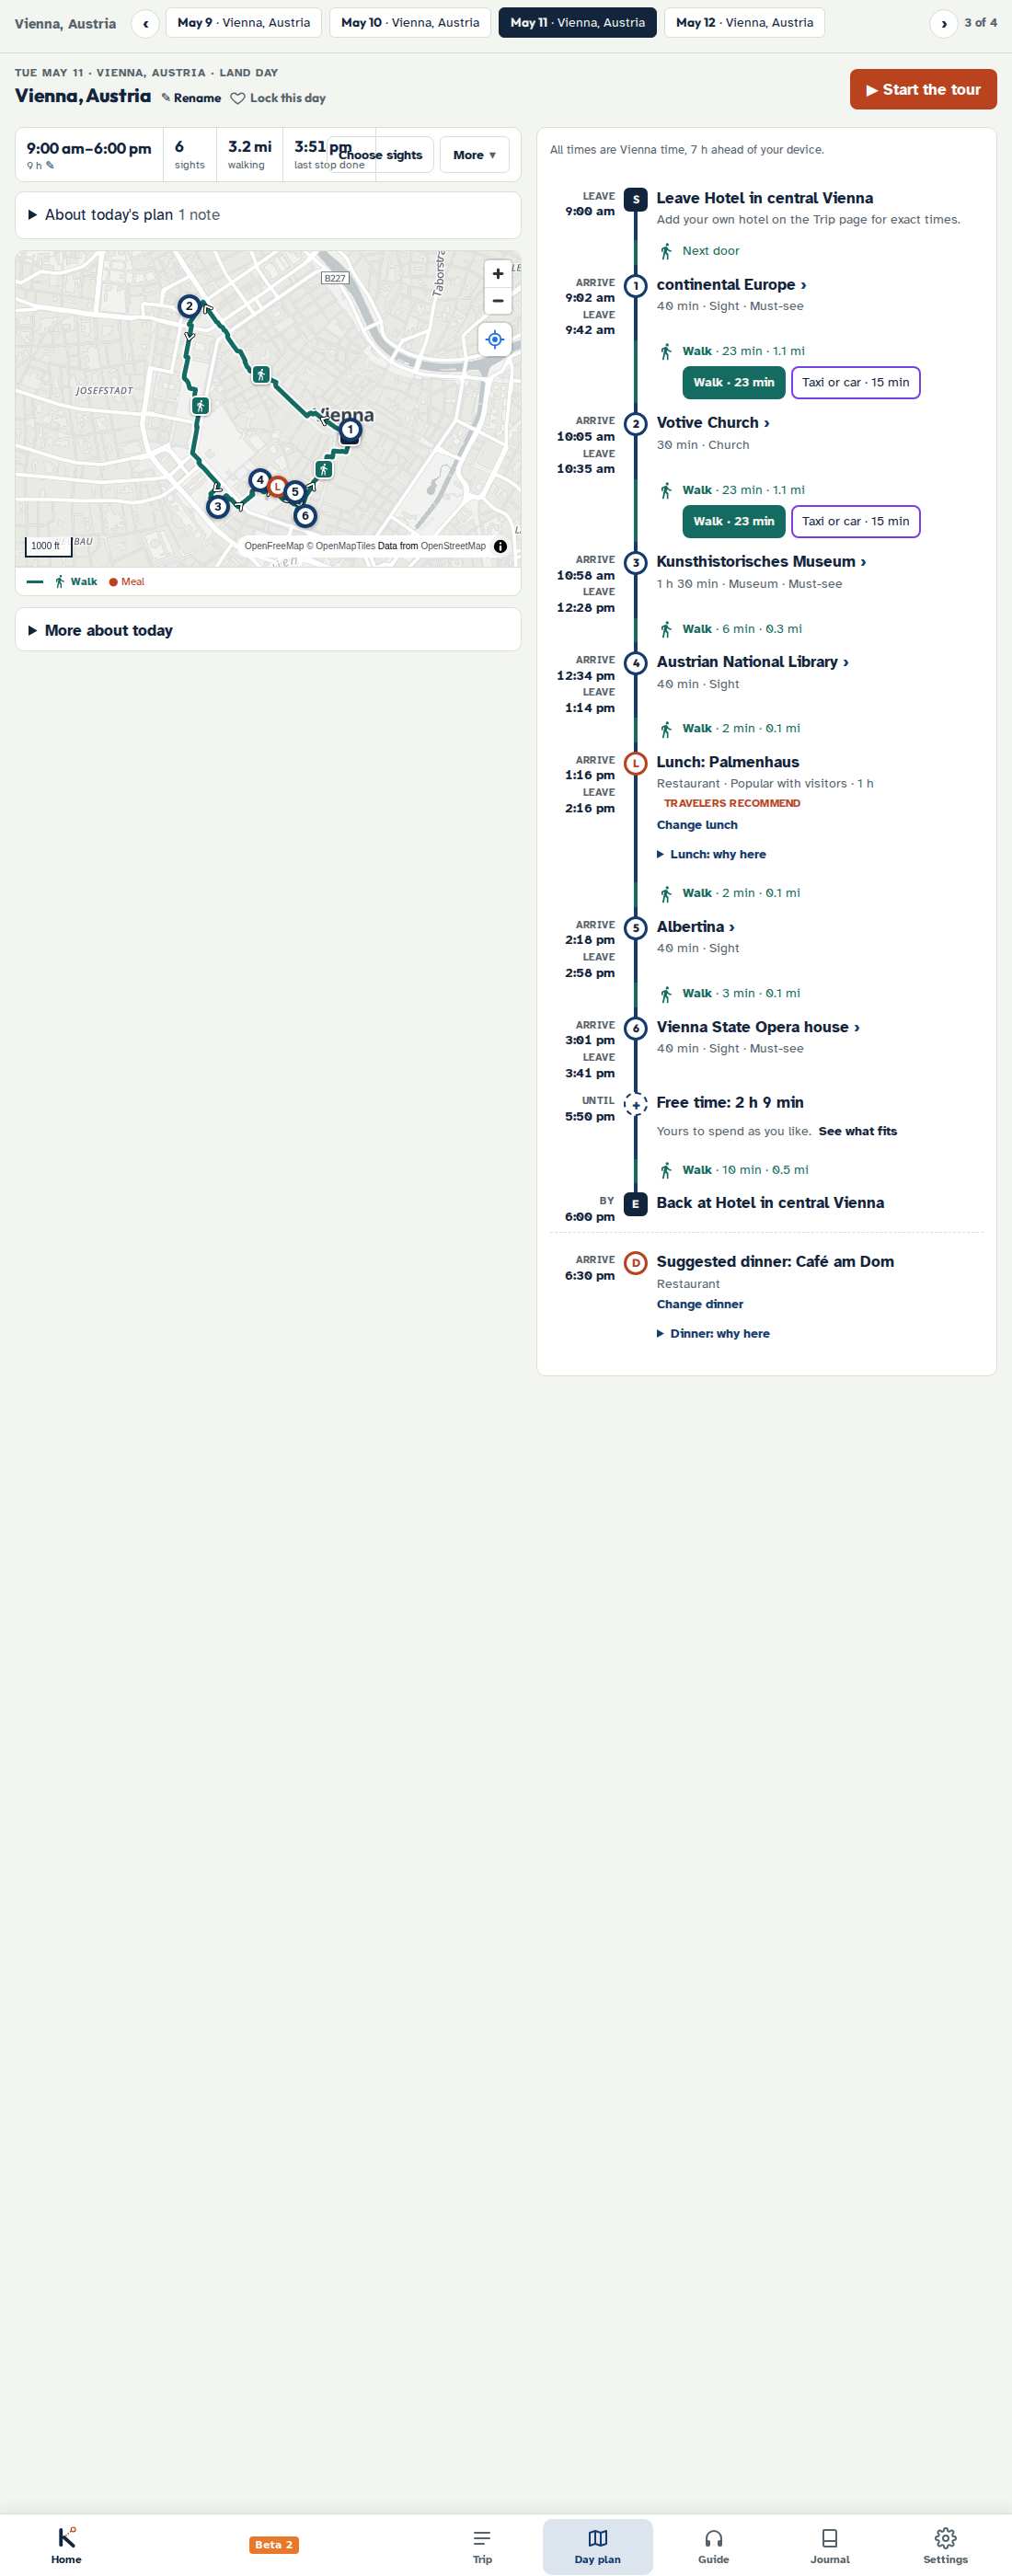 Vienna, Austria
‹
May 9 · Vienna, Austria
May 10 · Vienna, Austria
May 11 · Vienna, Austria
May 12 · Vienna, Austria
›
3 of 4
TUE MAY 11 · VIENNA, AUSTRIA · LAND DAY
Vienna, Austria
✎ Rename
Lock this day
▶ Start the tour
9:00 am–6:00 pm
9 h ✎
6
sights
3.2 mi
walking
3:51 pm
last stop done
Choose sights
More ▾
▶ About today's plan 1 note
B227
Taborstra
LE
+
−
JOSEFSTADT
Vienna
2
1
4
L
5
3
6
1000 ft
BAU
L
OpenFreeMap © OpenMapTiles Data from OpenStreetMap
Walk
Meal
▶ More about today
All times are Vienna time, 7 h ahead of your device.
LEAVE
9:00 am
S
Leave Hotel in central Vienna
Add your own hotel on the Trip page for exact times.
Next door
ARRIVE
9:02 am
LEAVE
9:42 am
1
continental Europe ›
40 min · Sight · Must-see
Walk · 23 min · 1.1 mi
Walk · 23 min
Taxi or car · 15 min
ARRIVE
10:05 am
LEAVE
10:35 am
2
Votive Church ›
30 min · Church
Walk · 23 min · 1.1 mi
Walk · 23 min
Taxi or car · 15 min
ARRIVE
10:58 am
LEAVE
12:28 pm
3
Kunsthistorisches Museum ›
1 h 30 min · Museum · Must-see
Walk · 6 min · 0.3 mi
ARRIVE
12:34 pm
LEAVE
1:14 pm
4
Austrian National Library ›
40 min · Sight
Walk · 2 min · 0.1 mi
ARRIVE
1:16 pm
LEAVE
2:16 pm
L
Lunch: Palmenhaus
Restaurant · Popular with visitors · 1 h
TRAVELERS RECOMMEND
Change lunch
▶ Lunch: why here
Walk · 2 min · 0.1 mi
ARRIVE
2:18 pm
LEAVE
2:58 pm
5
Albertina ›
40 min · Sight
Walk · 3 min · 0.1 mi
ARRIVE
3:01 pm
LEAVE
3:41 pm
6
Vienna State Opera house ›
40 min · Sight · Must-see
UNTIL
5:50 pm
+
Free time: 2 h 9 min
Yours to spend as you like. See what fits
Walk · 10 min · 0.5 mi
BY
6:00 pm
E
Back at Hotel in central Vienna
ARRIVE
6:30 pm
D
Suggested dinner: Café am Dom
Restaurant
Change dinner
▶ Dinner: why here
Home
Beta 2
Trip
Day plan
Guide
Journal
Settings